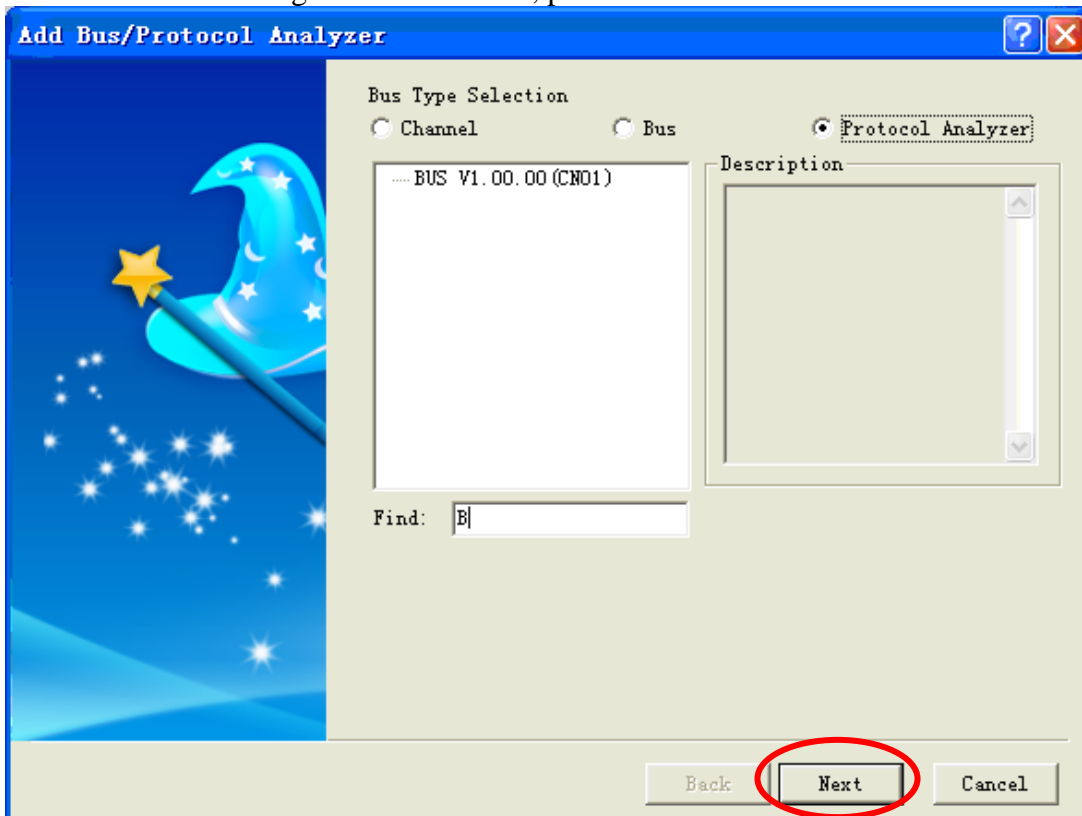 Add Bus/Protocol Analyzer
Bus Type Selection
Channel Bus Protocol Analyzer
BUS V1.00.00(CN01)
Description
Find: B
Back Next Cancel